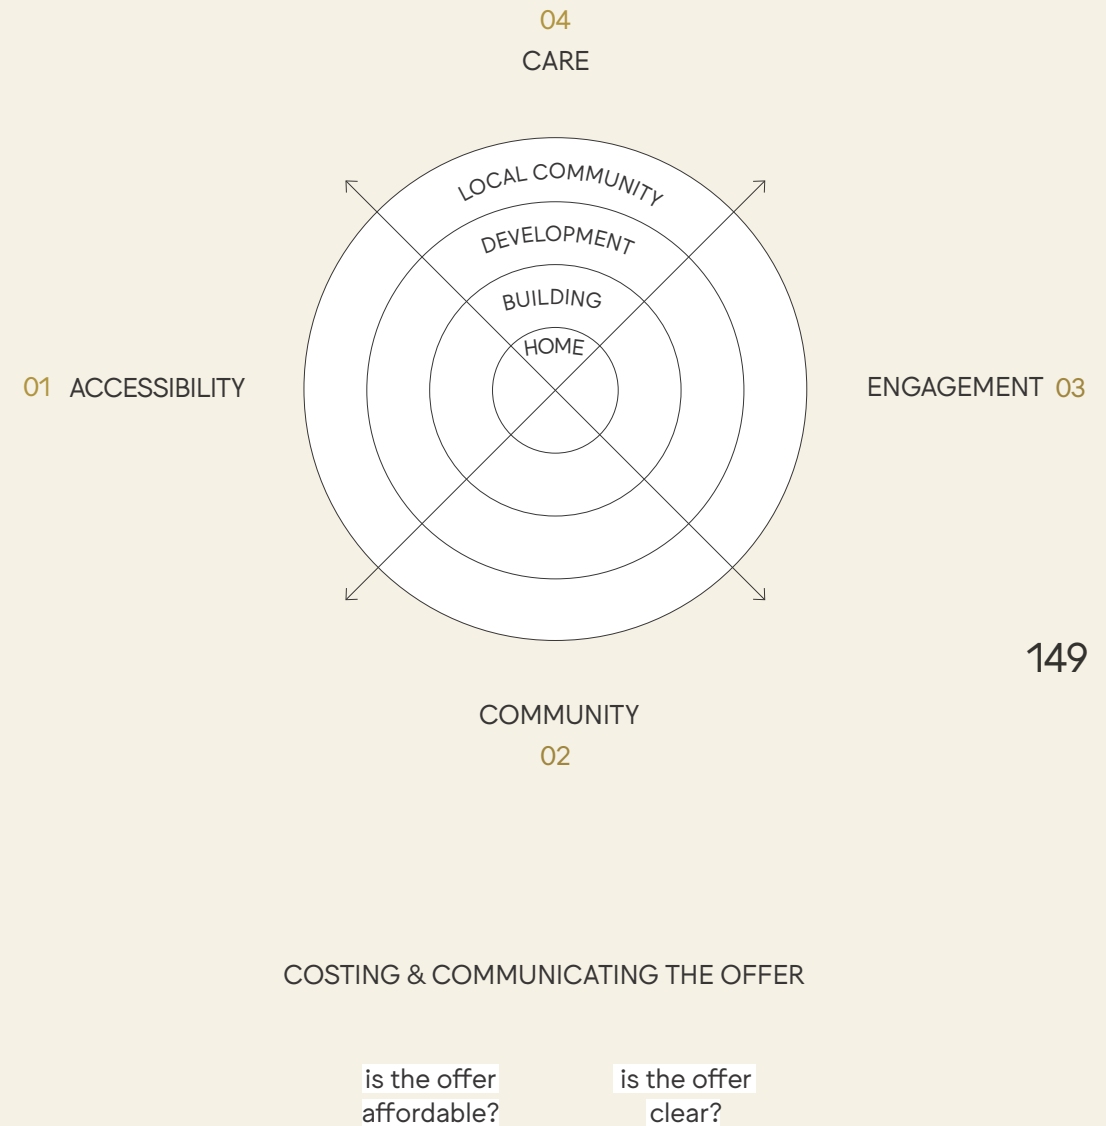 04
CARE
LOCAL COMMUNITY
DEVELOPMENT
BUILDING
HOME
01 ACCESSIBILITY
ENGAGEMENT 03
149
COMMUNITY
02
COSTING & COMMUNICATING THE OFFER
is the offer
affordable?
is the offer
clear?